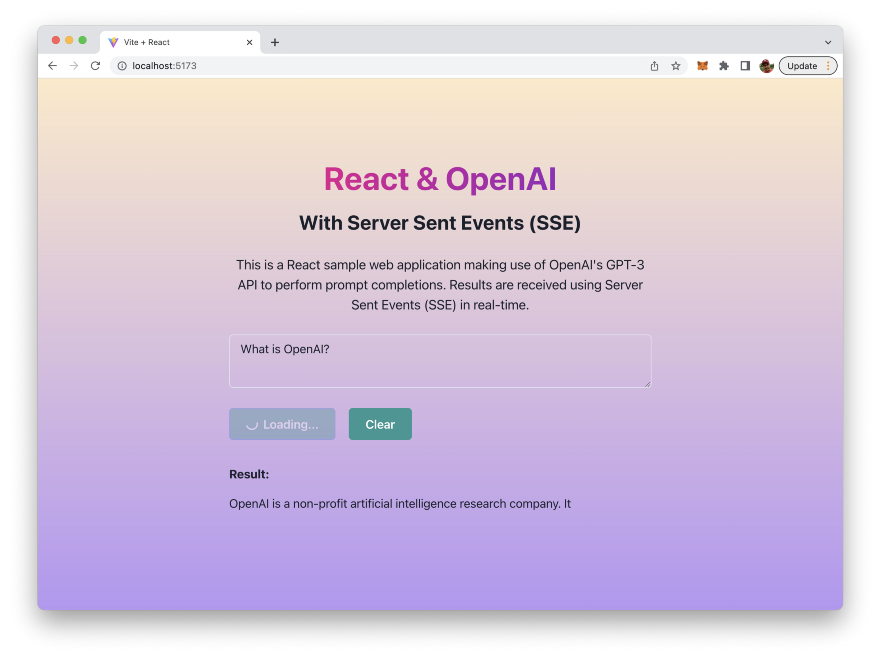 Vite + React
localhost:5173
Update
React & OpenAI
With Server Sent Events (SSE)
This is a React sample web application making use of OpenAI's GPT-3
API to perform prompt completions. Results are received using Server
Sent Events (SSE) in real-time.
What is OpenAI?
Loading...
Clear
Result:
OpenAI is a non-profit artificial intelligence research company. It